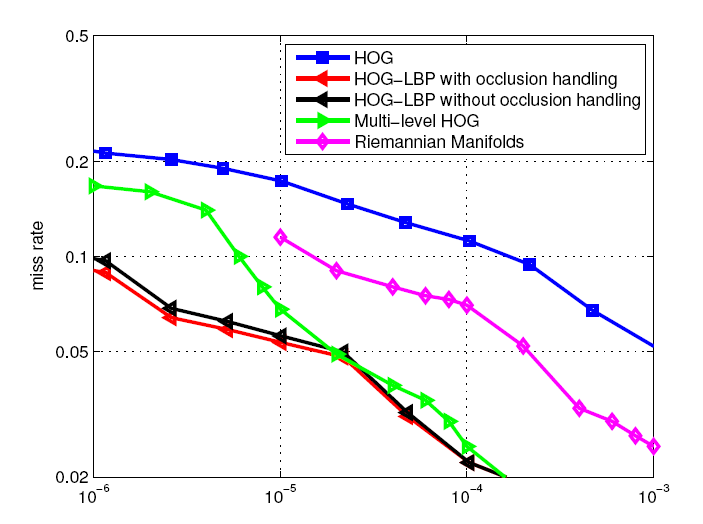 0.5
HOG
HOG−LBP with occlusion handling
HOG−LBP without occlusion handling
Multi−level HOG
Riemannian Manifolds
0.2
miss rate
0.1
0.05
0.02
10⁻⁶ 10⁻⁵ 10⁻⁴ 10⁻³